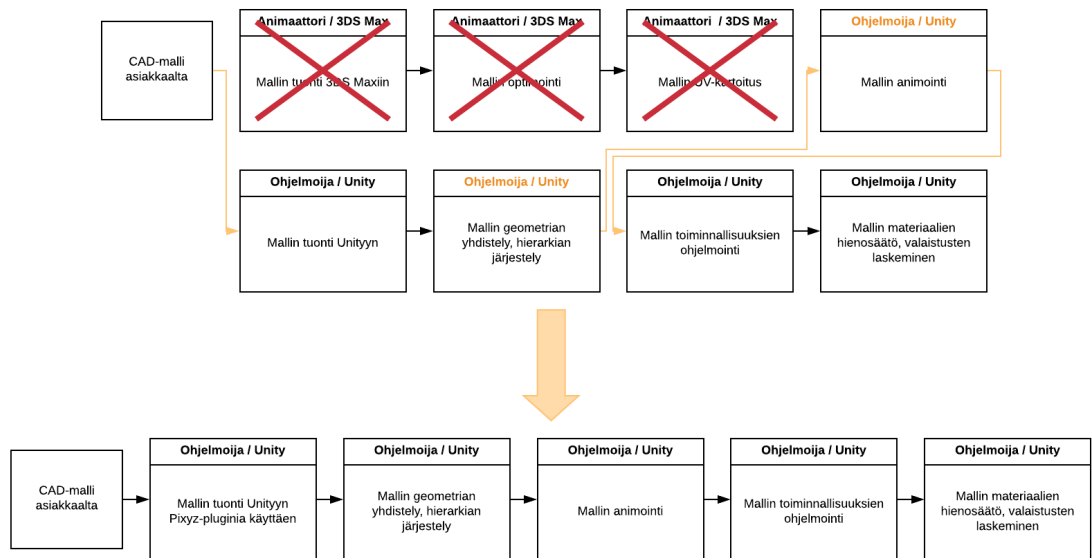 CAD-malli
asiakkaalta
Animaattori / 3DS Max
Mallin tuonti 3DS Maxiin
Animaattori / 3DS Max
Mallin optimointi
Animaattori / 3DS Max
Mallin UV-kartoitus
Ohjelmoija / Unity
Mallin animointi
Ohjelmoija / Unity
Mallin tuonti Unityyn
Ohjelmoija / Unity
Mallin geometrian
yhdistely, hierarkian
järjestely
Ohjelmoija / Unity
Mallin toiminnallisuuksien
ohjelmointi
Ohjelmoija / Unity
Mallin materiaalien
hienosäätö, valaistusten
laskeminen
CAD-malli
asiakkaalta
Ohjelmoija / Unity
Mallin tuonti Unityyn
Pixyz-pluginia käyttäen
Ohjelmoija / Unity
Mallin geometrian
yhdistely, hierarkian
järjestely
Ohjelmoija / Unity
Mallin animointi
Ohjelmoija / Unity
Mallin toiminnallisuuksien
ohjelmointi
Ohjelmoija / Unity
Mallin materiaalien
hienosäätö, valaistusten
laskeminen